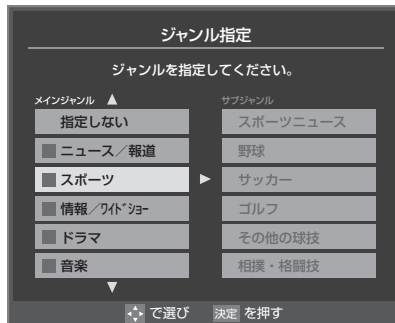 ジャンル指定
ジャンルを指定してください。
メインジャンル
指定しない
ニュース／報道
スポーツ
情報／ワイドショー
ドラマ
音楽
サブジャンル
スポーツニュース
野球
サッカー
ゴルフ
その他の球技
相撲・格闘技
で選び 決定 を押す